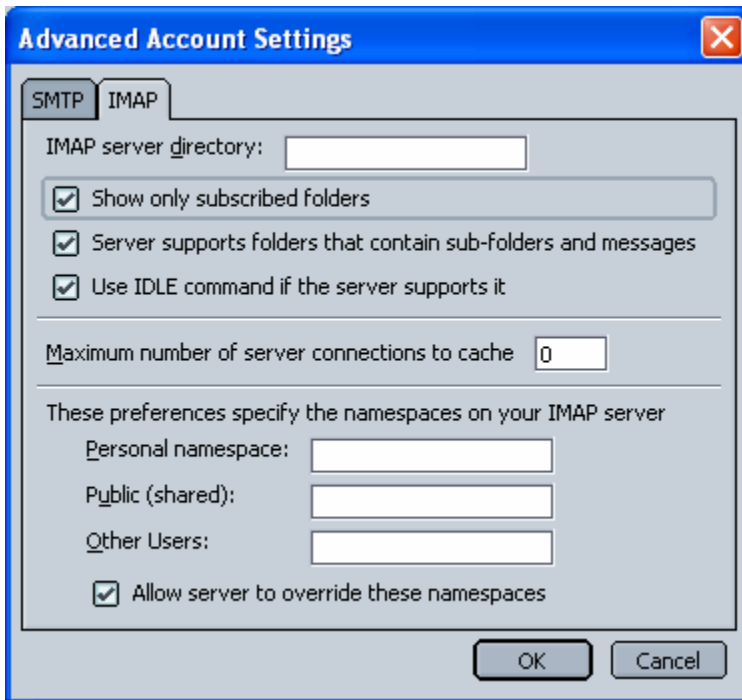 Advanced Account Settings
SMTP IMAP
IMAP server directory:
Show only subscribed folders
Server supports folders that contain sub-folders and messages
Use IDLE command if the server supports it
Maximum number of server connections to cache 0
These preferences specify the namespaces on your IMAP server
Personal namespace:
Public (shared):
Other Users:
Allow server to override these namespaces
OK Cancel